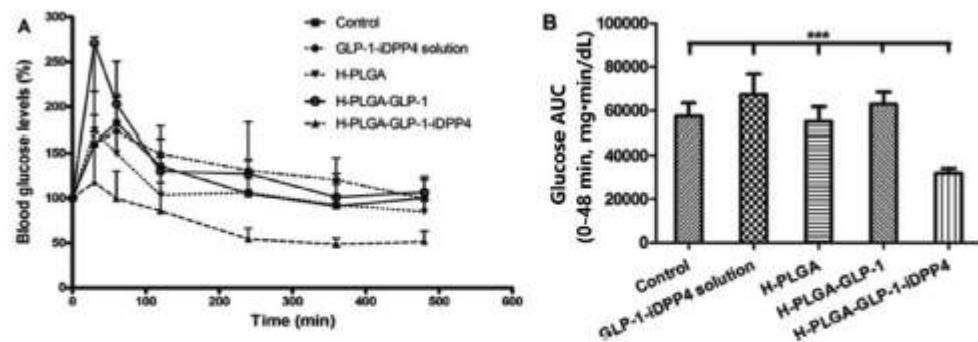 A
Blood glucose levels (%)
300
250
200
150
100
50
0
0
100
200
300
400
500
600
Time (min)
Control
GLP-1-iDPP4 solution
H-PLGA
H-PLGA-GLP-1
H-PLGA-GLP-1-iDPP4
B
Glucose AUC
(0-48 min, mg*min/dL)
100000
80000
60000
40000
20000
0
***
Control
GLP-1-iDPP4 solution
H-PLGA
H-PLGA-GLP-1
H-PLGA-GLP-1-iDPP4